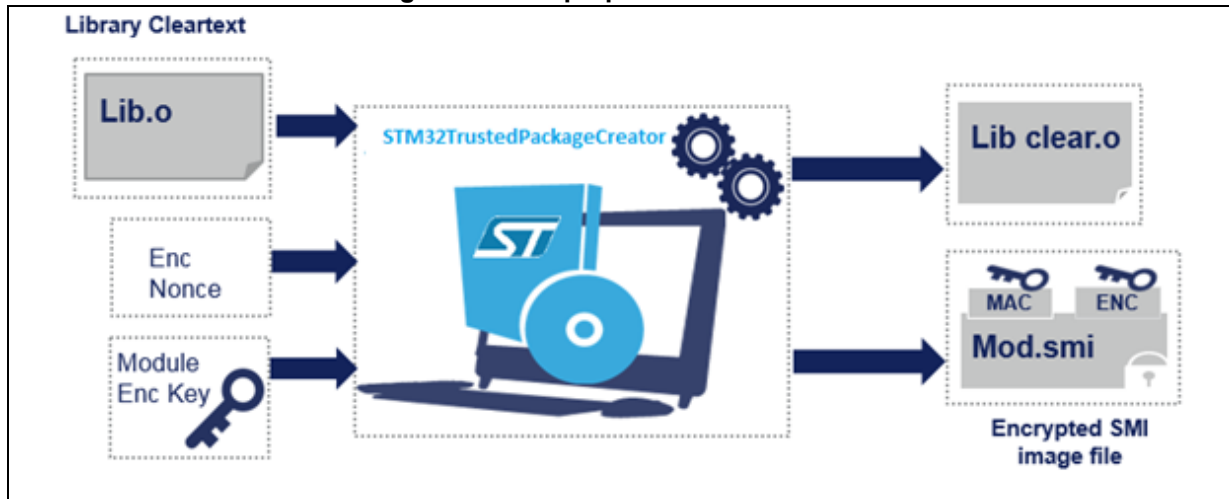 Library Cleartext
Lib.o
Enc
Nonce
Module
Enc Key
STM32TrustedPackageCreator
ST
Lib clear.o
MAC
ENC
Mod.smi
Encrypted SMI
image file